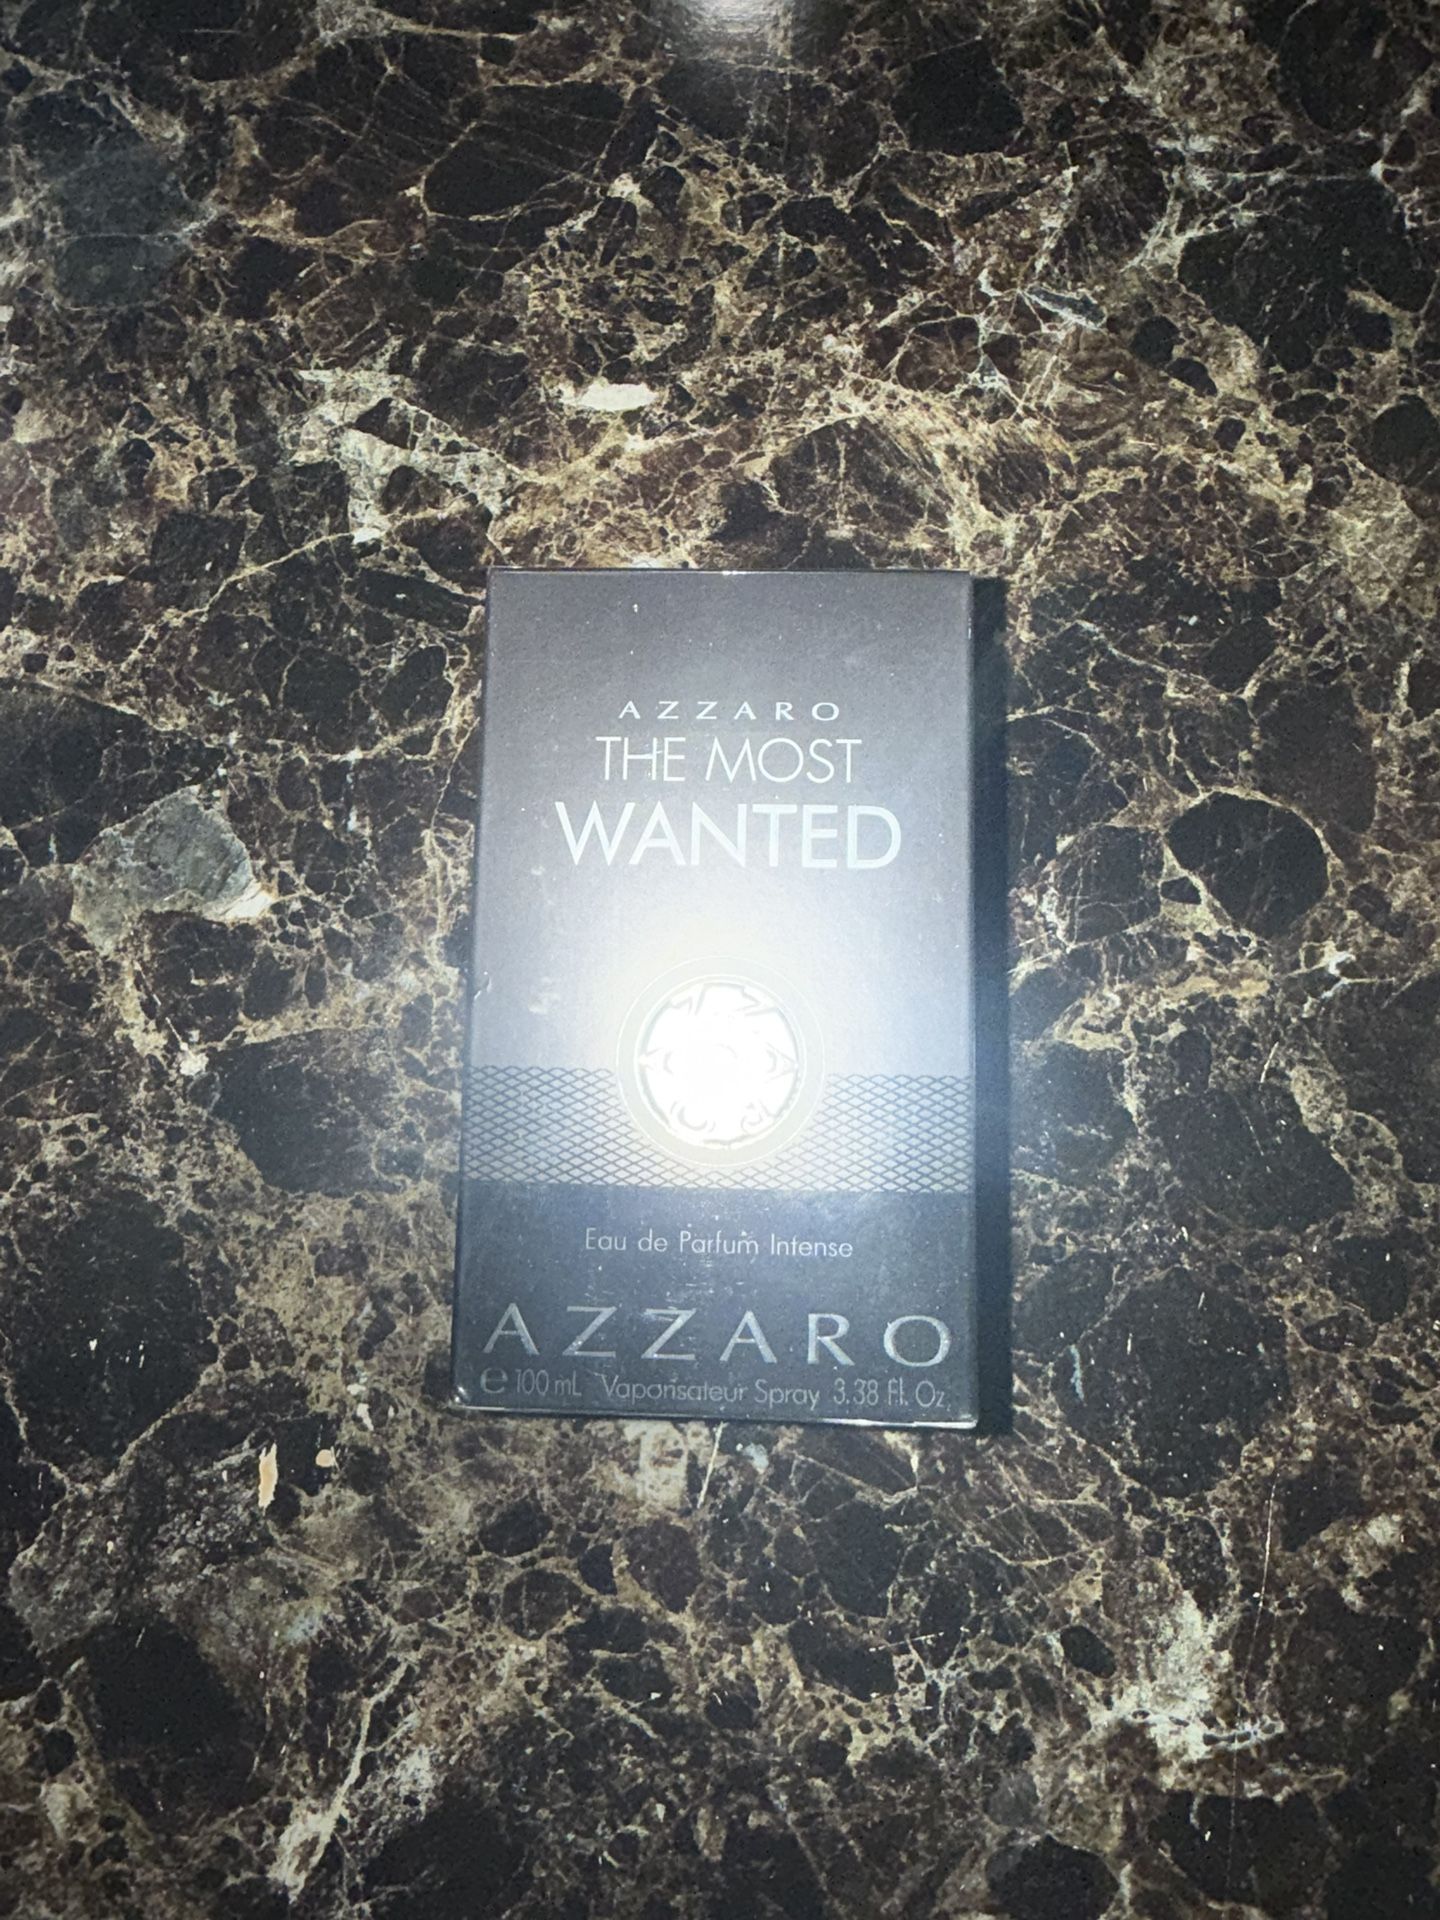 AZZARO
THE MOST
WANTED
Eau de Parfum Intense
AZZARO
℮ 100 mL Vaporisateur Spray 3.38 Fl. Oz.